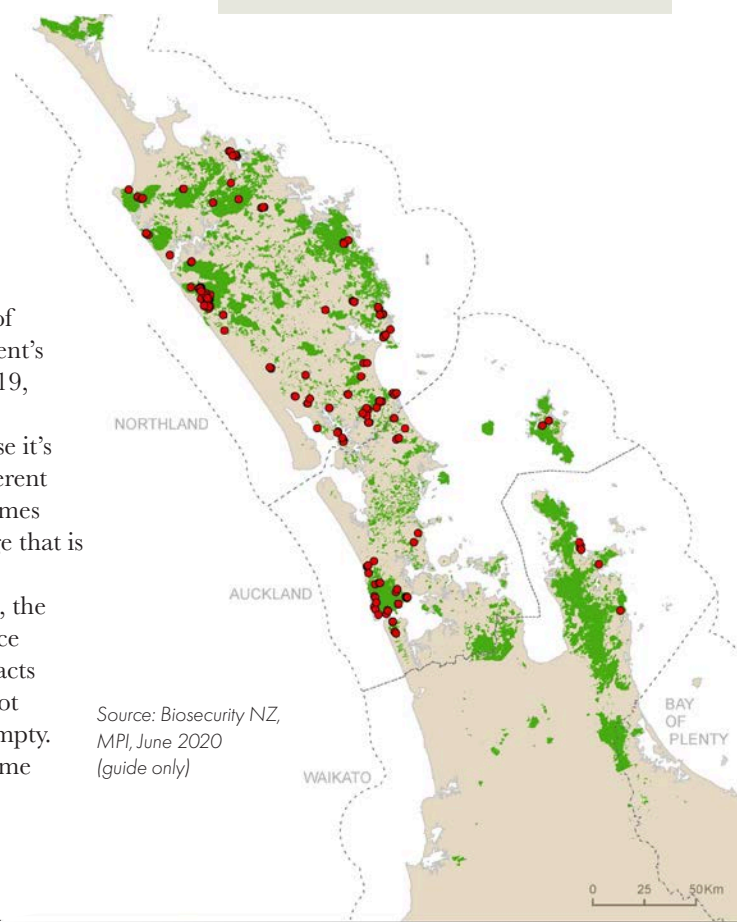 of
ent's
19,
se it's
erent
mes
e that is
, the
ce
acts
ot
mpty.
me
NORTHLAND
AUCKLAND
Source: Biosecurity NZ,
MPI, June 2020
(guide only)
WAIKATO
BAY
OF
PLENTY
0 25 50Km